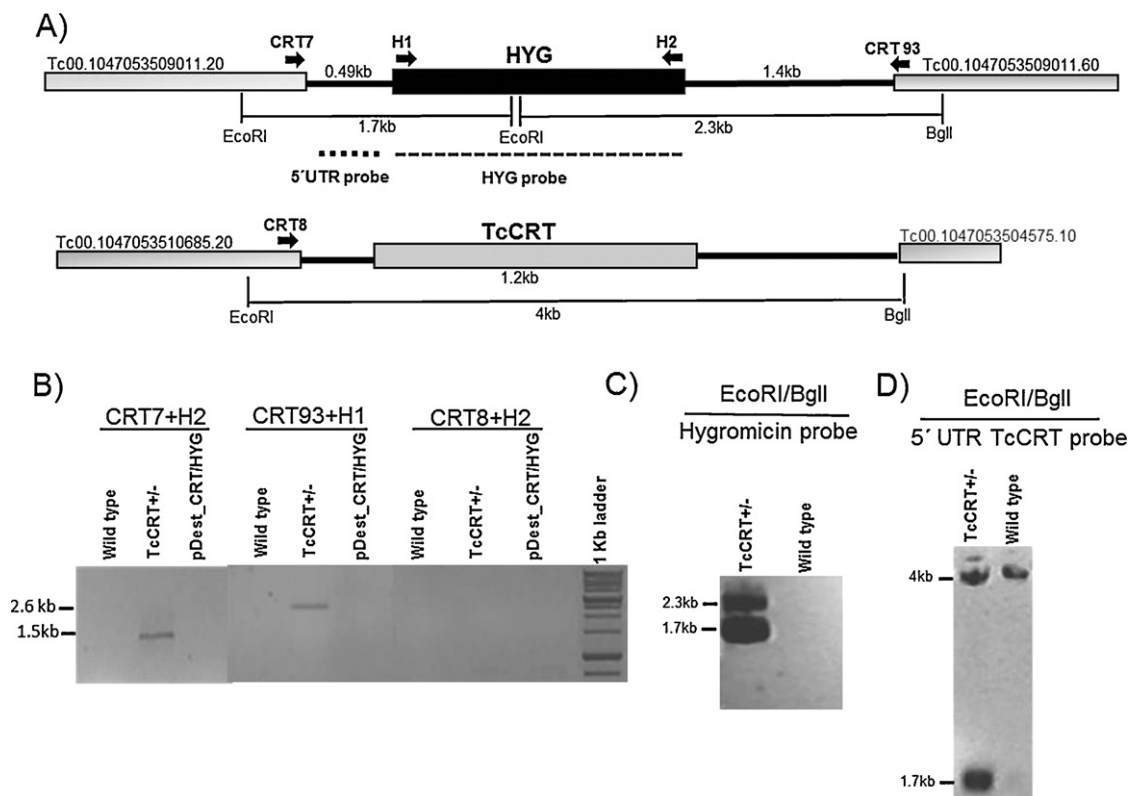 A)
CRT7
H1
HYG
H2
CRT93
Tc00.1047053509011.20
0.49kb
1.4kb
Tc00.1047053509011.60
1.7kb
2.3kb
EcoRI
EcoRI
BglI
5´UTR probe
HYG probe
CRT8
TcCRT
Tc00.1047053510685.20
Tc00.1047053504575.10
1.2kb
4kb
EcoRI
BglI
B)
CRT7+H2
CRT93+H1
CRT8+H2
Wild type
TcCRT+/-
pDest_CRT/HYG
Wild type
TcCRT+/-
pDest_CRT/HYG
Wild type
TcCRT+/-
pDest_CRT/HYG
1 Kb ladder
2.6 kb
1.5kb
C)
EcoRI/BglI
Hygromicin probe
TcCRT+/-
Wild type
2.3kb
1.7kb
D)
EcoRI/BglI
5´ UTR TcCRT probe
TcCRT+/-
Wild type
4kb
1.7kb